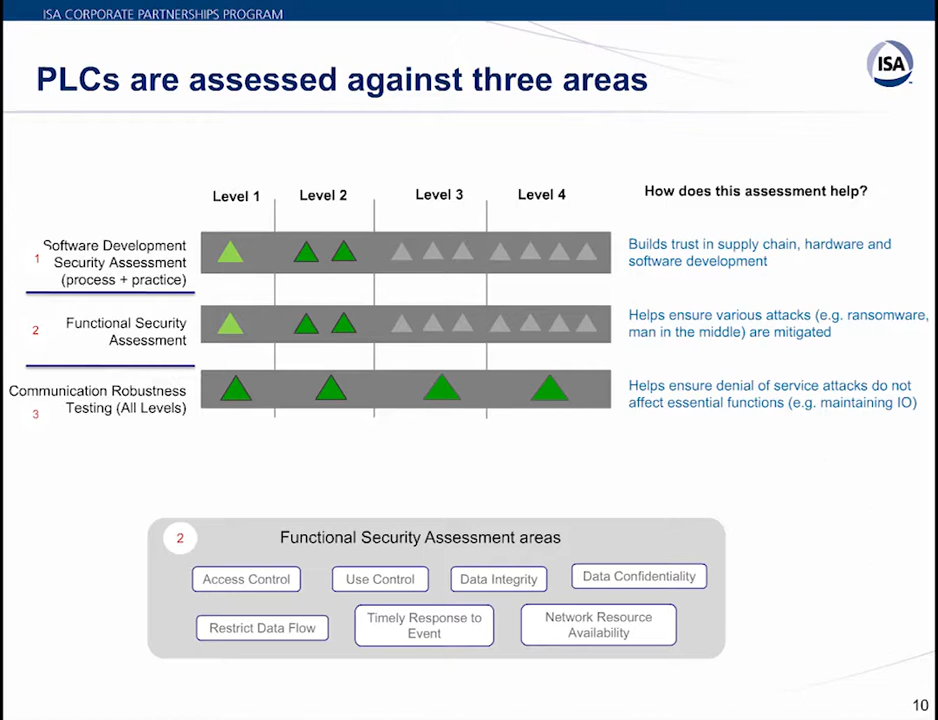 ISA CORPORATE PARTNERSHIPS PROGRAM
PLCs are assessed against three areas
ISA
Level 1
Level 2
Level 3
Level 4
How does this assessment help?
1
Software Development
Security Assessment
(process + practice)
Builds trust in supply chain, hardware and
software development
2
Functional Security
Assessment
Helps ensure various attacks (e.g. ransomware,
man in the middle) are mitigated
Communication Robustness
Testing (All Levels)
3
Helps ensure denial of service attacks do not
affect essential functions (e.g. maintaining IO)
2
Functional Security Assessment areas
Access Control
Use Control
Data Integrity
Data Confidentiality
Restrict Data Flow
Timely Response to
Event
Network Resource
Availability
10